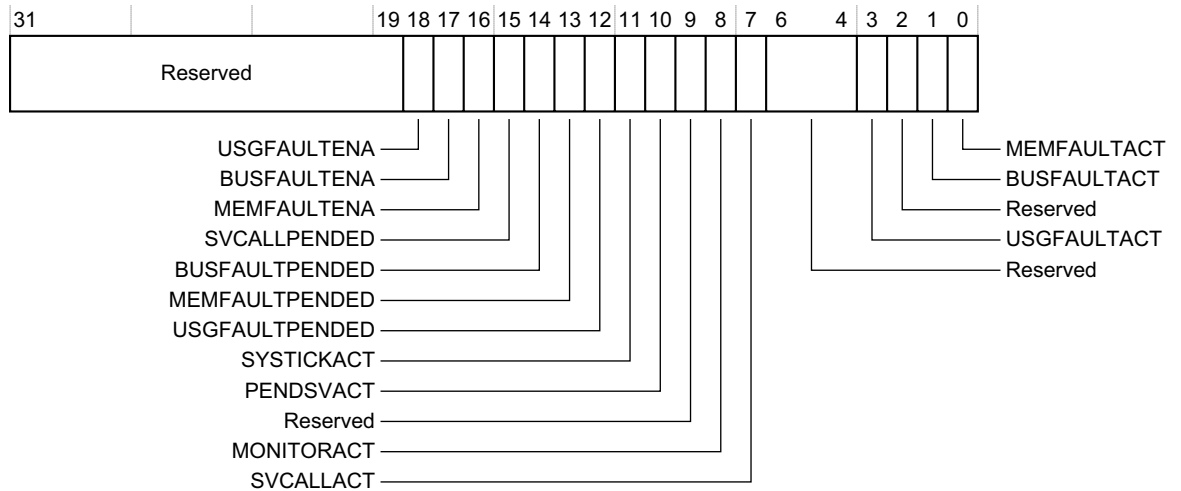 31 19 18 17 16 15 14 13 12 11 10 9 8 7 6 4 3 2 1 0
Reserved
USGFAULTENA
BUSFAULTENA
MEMFAULTENA
SVCALLPENDED
BUSFAULTPENDED
MEMFAULTPENDED
USGFAULTPENDED
SYSTICKACT
PENDSVACT
Reserved
MONITORACT
SVCALLACT
MEMFAULTACT
BUSFAULTACT
Reserved
USGFAULTACT
Reserved